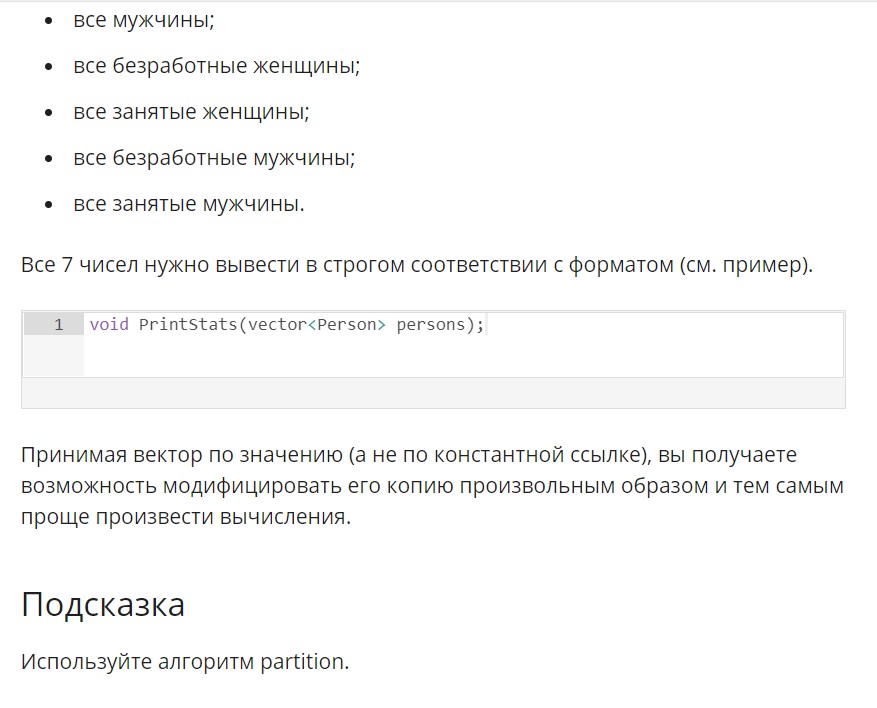 • все мужчины;
• все безработные женщины;
• все занятые женщины;
• все безработные мужчины;
• все занятые мужчины.
Все 7 чисел нужно вывести в строгом соответствии с форматом (см. пример).
1 void PrintStats(vector<Person> persons);
Принимая вектор по значению (а не по константной ссылке), вы получаете
возможность модифицировать его копию произвольным образом и тем самым
проще произвести вычисления.
Подсказка
Используйте алгоритм partition.